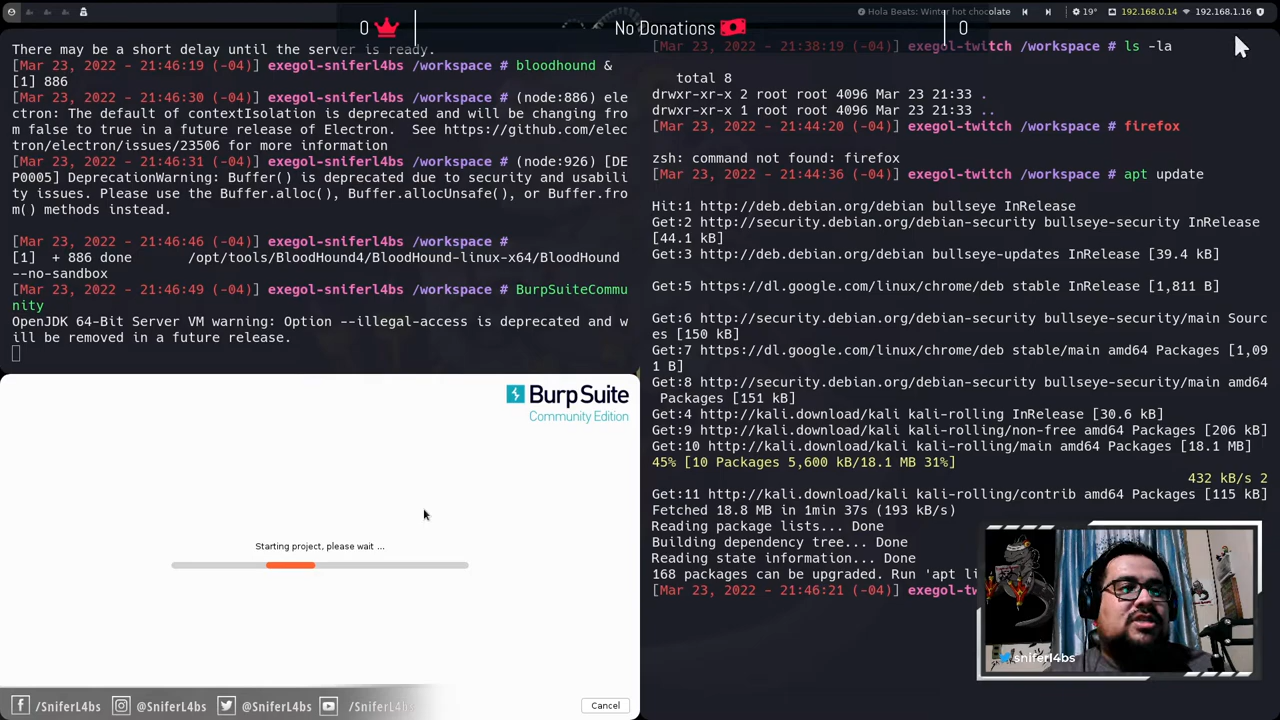 0
No Donations
0
Hola Beats: Winter hot chocolate
19°
192.168.0.14
192.168.1.16
There may be a short delay until the server is ready.
[Mar 23, 2022 - 21:46:19 (-04)] exegol-sniferl4bs /workspace # bloodhound &
[1] 886
[Mar 23, 2022 - 21:46:30 (-04)] exegol-sniferl4bs /workspace # (node:886) ele
ctron: The default of contextIsolation is deprecated and will be changing fro
m false to true in a future release of Electron.  See https://github.com/elec
tron/electron/issues/23506 for more information
[Mar 23, 2022 - 21:46:31 (-04)] exegol-sniferl4bs /workspace # (node:926) [DE
P0005] DeprecationWarning: Buffer() is deprecated due to security and usabili
ty issues. Please use the Buffer.alloc(), Buffer.allocUnsafe(), or Buffer.fro
m() methods instead.
[Mar 23, 2022 - 21:46:46 (-04)] exegol-sniferl4bs /workspace #
[1]  + 886 done       /opt/tools/BloodHound4/BloodHound-linux-x64/BloodHound
--no-sandbox
[Mar 23, 2022 - 21:46:49 (-04)] exegol-sniferl4bs /workspace # BurpSuiteCommu
nity
OpenJDK 64-Bit Server VM warning: Option --illegal-access is deprecated and w
ill be removed in a future release.
BurpSuite
Community Edition
Starting project, please wait ...
Cancel
/SniferL4bs
@SniferL4bs
@SniferL4bs
/SniferL4bs
[Mar 23, 2022 - 21:38:19 (-04)] exegol-twitch /workspace # ls -la
total 8
drwxr-xr-x 2 root root 4096 Mar 23 21:33 .
drwxr-xr-x 1 root root 4096 Mar 23 21:33 ..
[Mar 23, 2022 - 21:44:20 (-04)] exegol-twitch /workspace # firefox
zsh: command not found: firefox
[Mar 23, 2022 - 21:44:36 (-04)] exegol-twitch /workspace # apt update
Hit:1 http://deb.debian.org/debian bullseye InRelease
Get:2 http://security.debian.org/debian-security bullseye-security InRelease
[44.1 kB]
Get:3 http://deb.debian.org/debian bullseye-updates InRelease [39.4 kB]
Get:5 https://dl.google.com/linux/chrome/deb stable InRelease [1,811 B]
Get:6 http://security.debian.org/debian-security bullseye-security/main Sourc
es [150 kB]
Get:7 https://dl.google.com/linux/chrome/deb stable/main amd64 Packages [1,09
1 B]
Get:8 http://security.debian.org/debian-security bullseye-security/main amd64
Packages [151 kB]
Get:4 http://kali.download/kali kali-rolling InRelease [30.6 kB]
Get:9 http://kali.download/kali kali-rolling/non-free amd64 Packages [206 kB]
Get:10 http://kali.download/kali kali-rolling/main amd64 Packages [18.1 MB]
45% [10 Packages 5,600 kB/18.1 MB 31%]
432 kB/s 2
Get:11 http://kali.download/kali kali-rolling/contrib amd64 Packages [115 kB]
Fetched 18.8 MB in 1min 37s (193 kB/s)
Reading package lists... Done
Building dependency tree... Done
Reading state information... Done
168 packages can be upgraded. Run 'apt li
[Mar 23, 2022 - 21:46:21 (-04)] exegol-tw
sniferl4bs